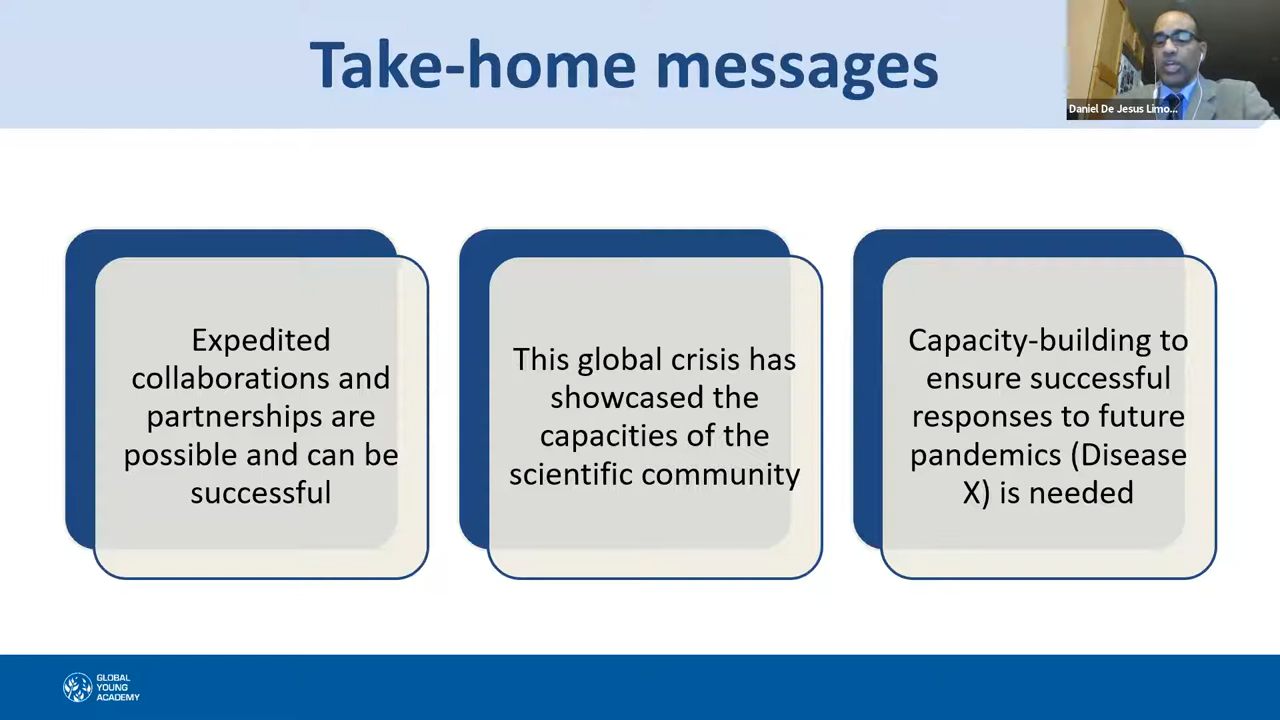 Take-home messages
Daniel De Jesus Limo...
Expedited
collaborations and
partnerships are
possible and can be
successful
This global crisis has
showcased the
capacities of the
scientific community
Capacity-building to
ensure successful
responses to future
pandemics (Disease
X) is needed
GLOBAL
YOUNG
ACADEMY